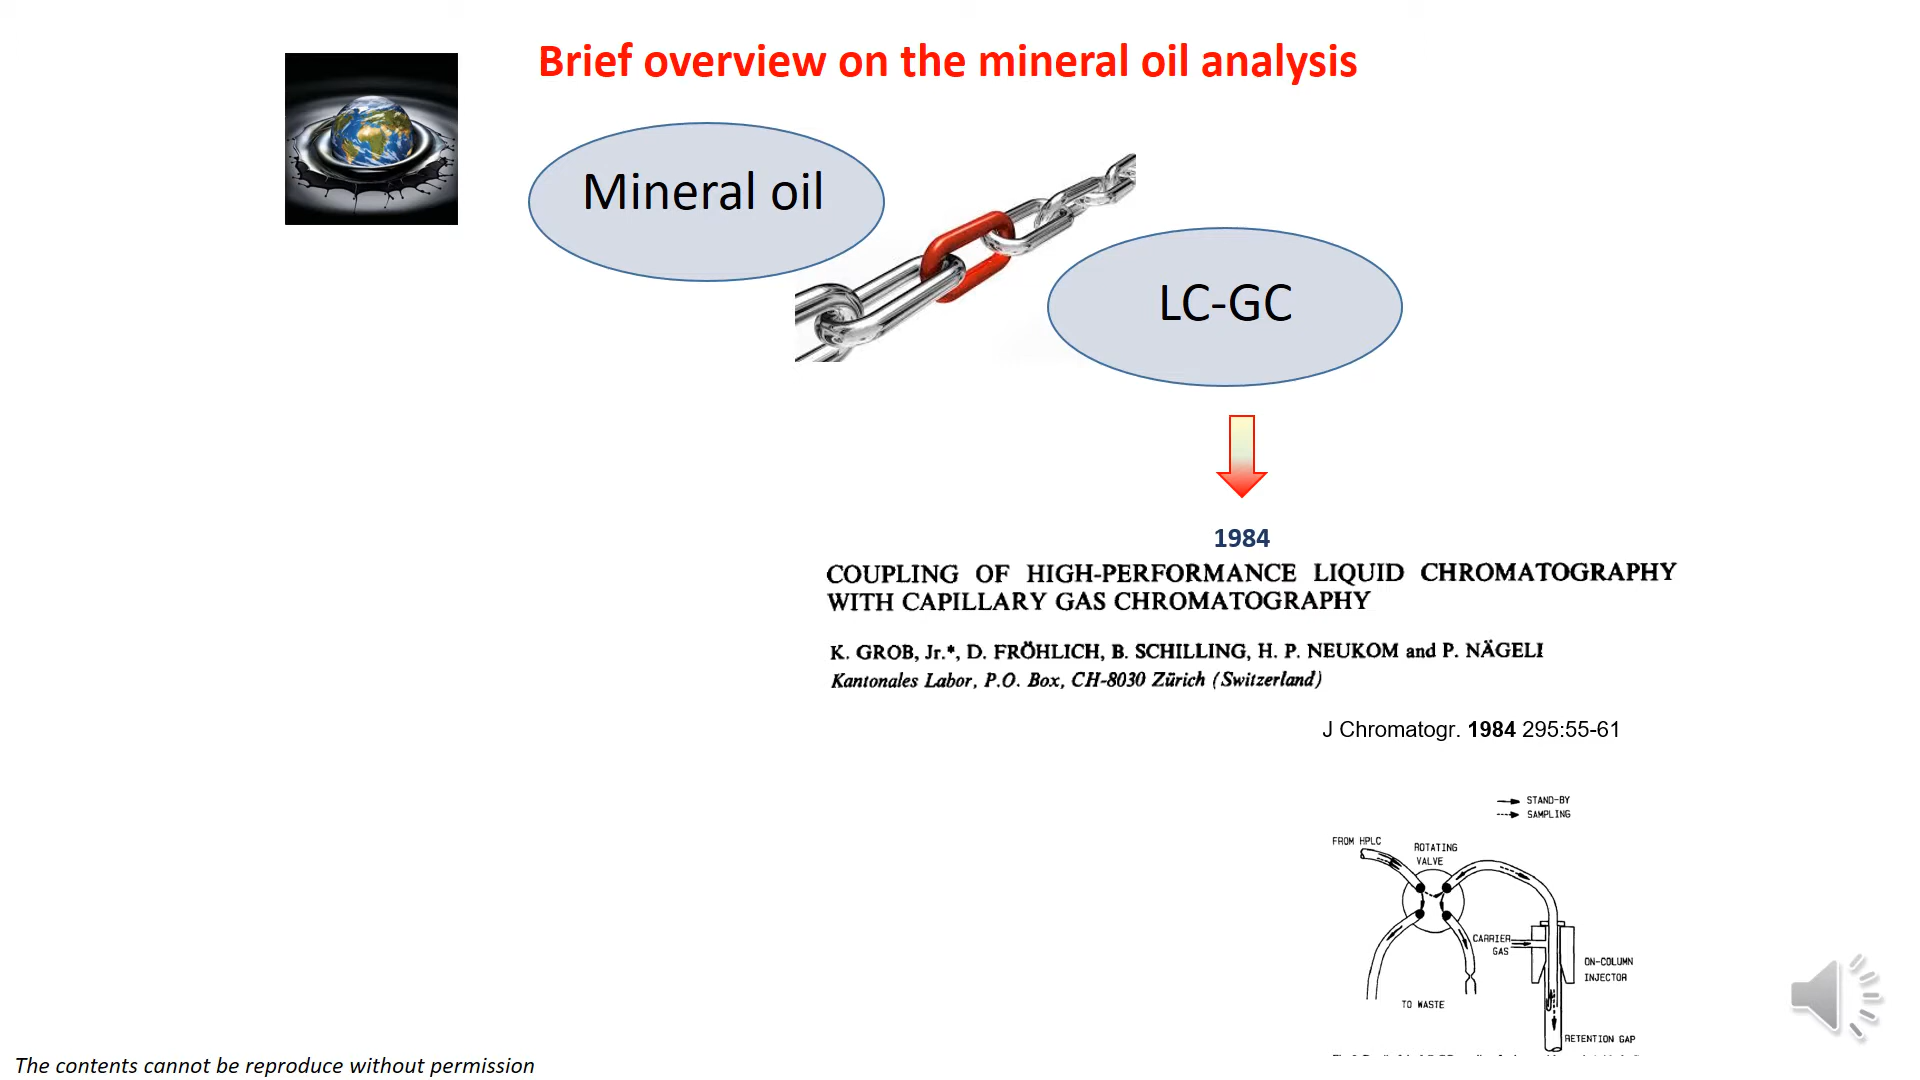 Brief overview on the mineral oil analysis
Mineral oil
LC-GC
1984
COUPLING OF HIGH-PERFORMANCE LIQUID CHROMATOGRAPHY
WITH CAPILLARY GAS CHROMATOGRAPHY
K. GROB, Jr.*, D. FRÖHLICH, B. SCHILLING, H. P. NEUKOM and P. NÄGELI
Kantonales Labor, P.O. Box, CH-8030 Zürich (Switzerland)
J Chromatogr. 1984 295:55-61
STAND-BY
SAMPLING
FROM HPLC
ROTATING
VALVE
CARRIER
GAS
ON-COLUMN
INJECTOR
TO WASTE
RETENTION GAP
The contents cannot be reproduce without permission